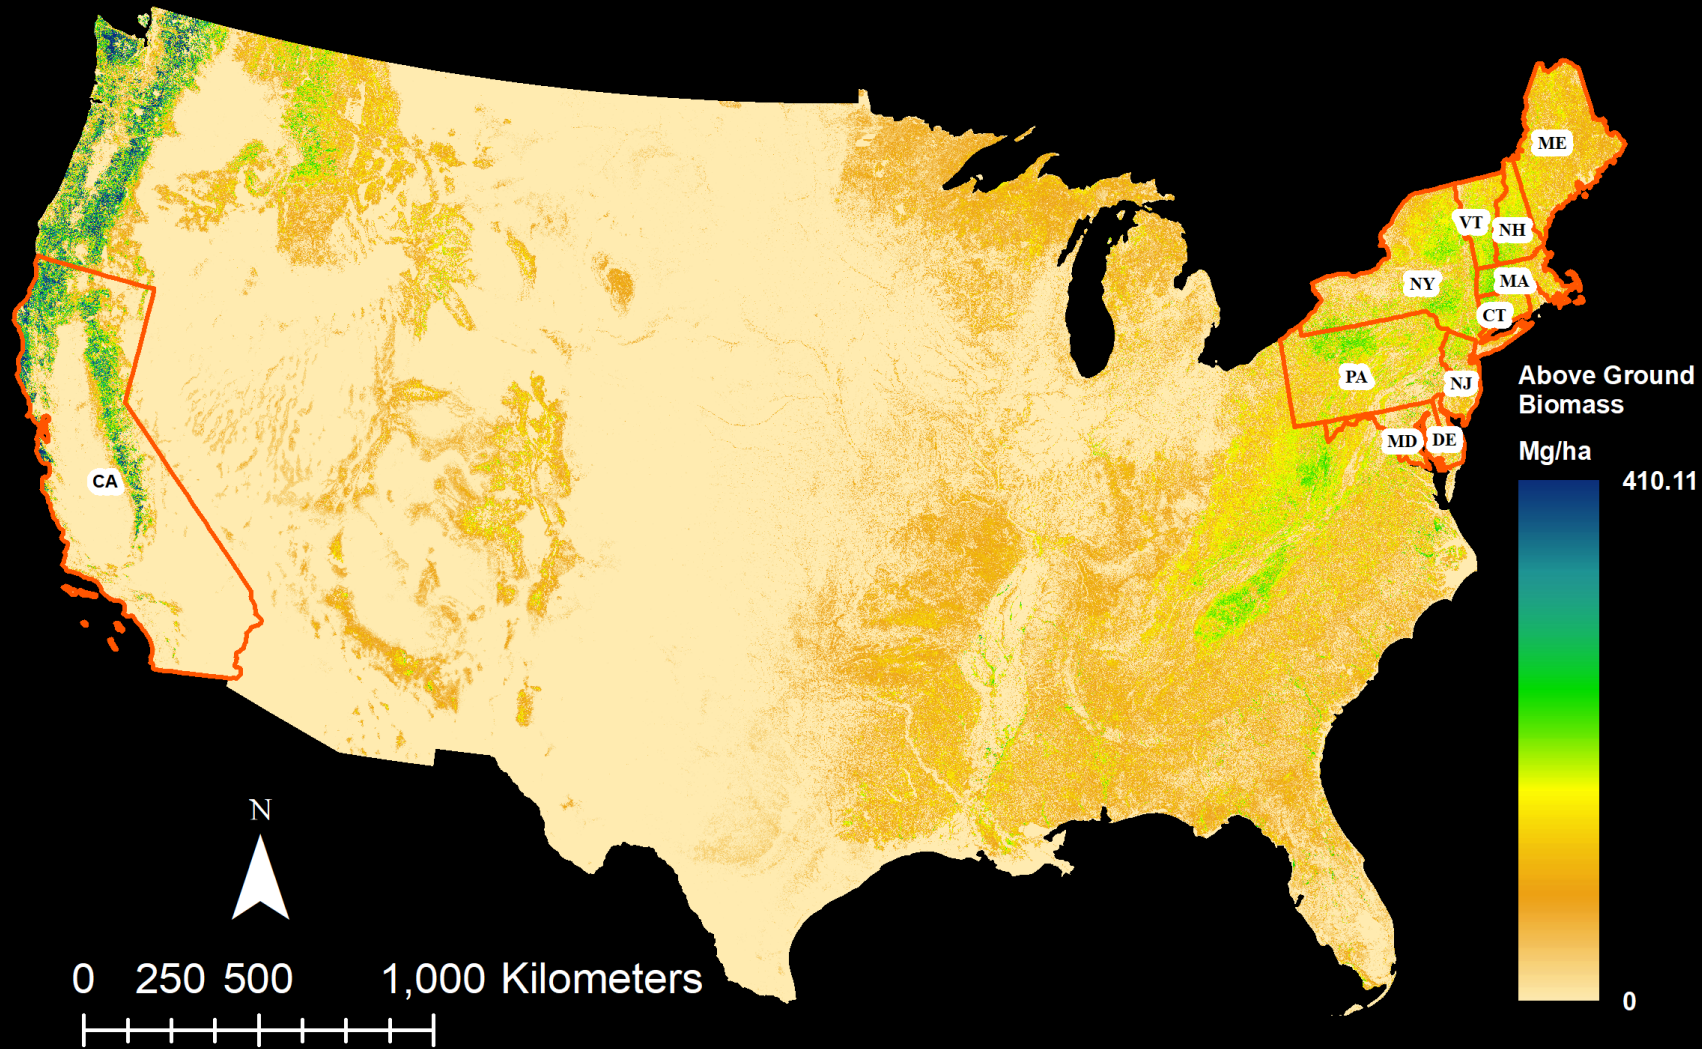 ME
VT
NH
NY
MA
CT
PA
NJ
MD
DE
CA
Above Ground
Biomass
Mg/ha
410.11
0
N
0 250 500 1,000 Kilometers